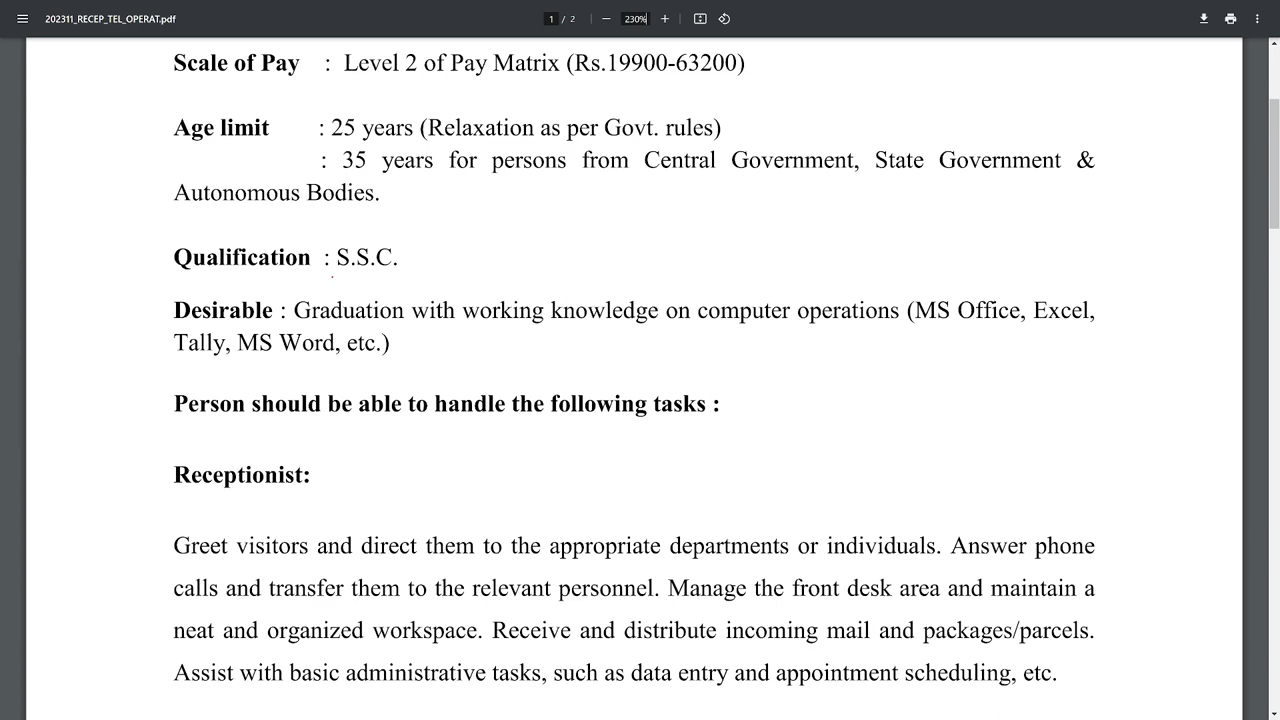 202311_RECEP_TEL_OPERAT.pdf
1 / 2
230%
Scale of Pay : Level 2 of Pay Matrix (Rs.19900-63200)
Age limit : 25 years (Relaxation as per Govt. rules)
: 35 years for persons from Central Government, State Government &
Autonomous Bodies.
Qualification : S.S.C.
Desirable : Graduation with working knowledge on computer operations (MS Office, Excel,
Tally, MS Word, etc.)
Person should be able to handle the following tasks :
Receptionist:
Greet visitors and direct them to the appropriate departments or individuals. Answer phone
calls and transfer them to the relevant personnel. Manage the front desk area and maintain a
neat and organized workspace. Receive and distribute incoming mail and packages/parcels.
Assist with basic administrative tasks, such as data entry and appointment scheduling, etc.